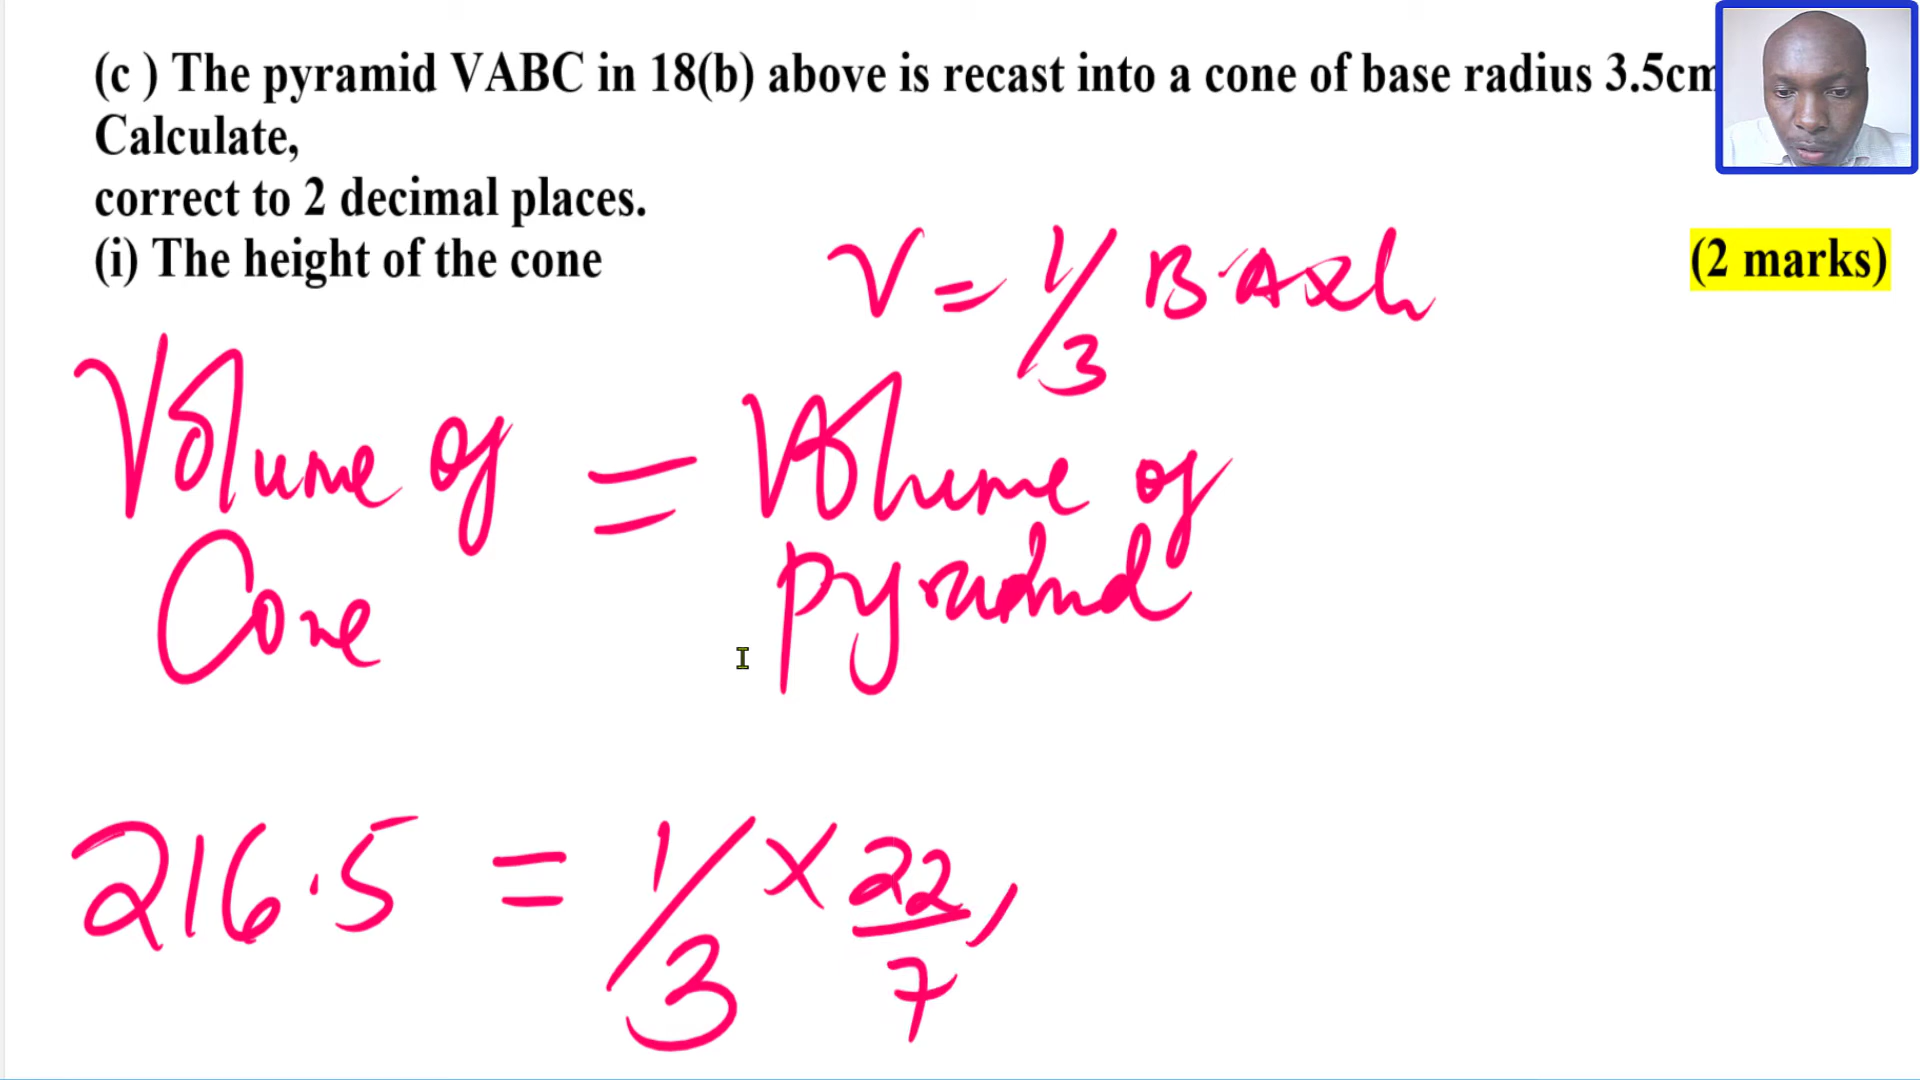 (c ) The pyramid VABC in 18(b) above is recast into a cone of base radius 3.5cm
Calculate,
correct to 2 decimal places.
(i) The height of the cone
(2 marks)
V = 1/3 B.A x h
Volume of = Volume of
Cone pyramid
216.5 = 1/3 × 22/7